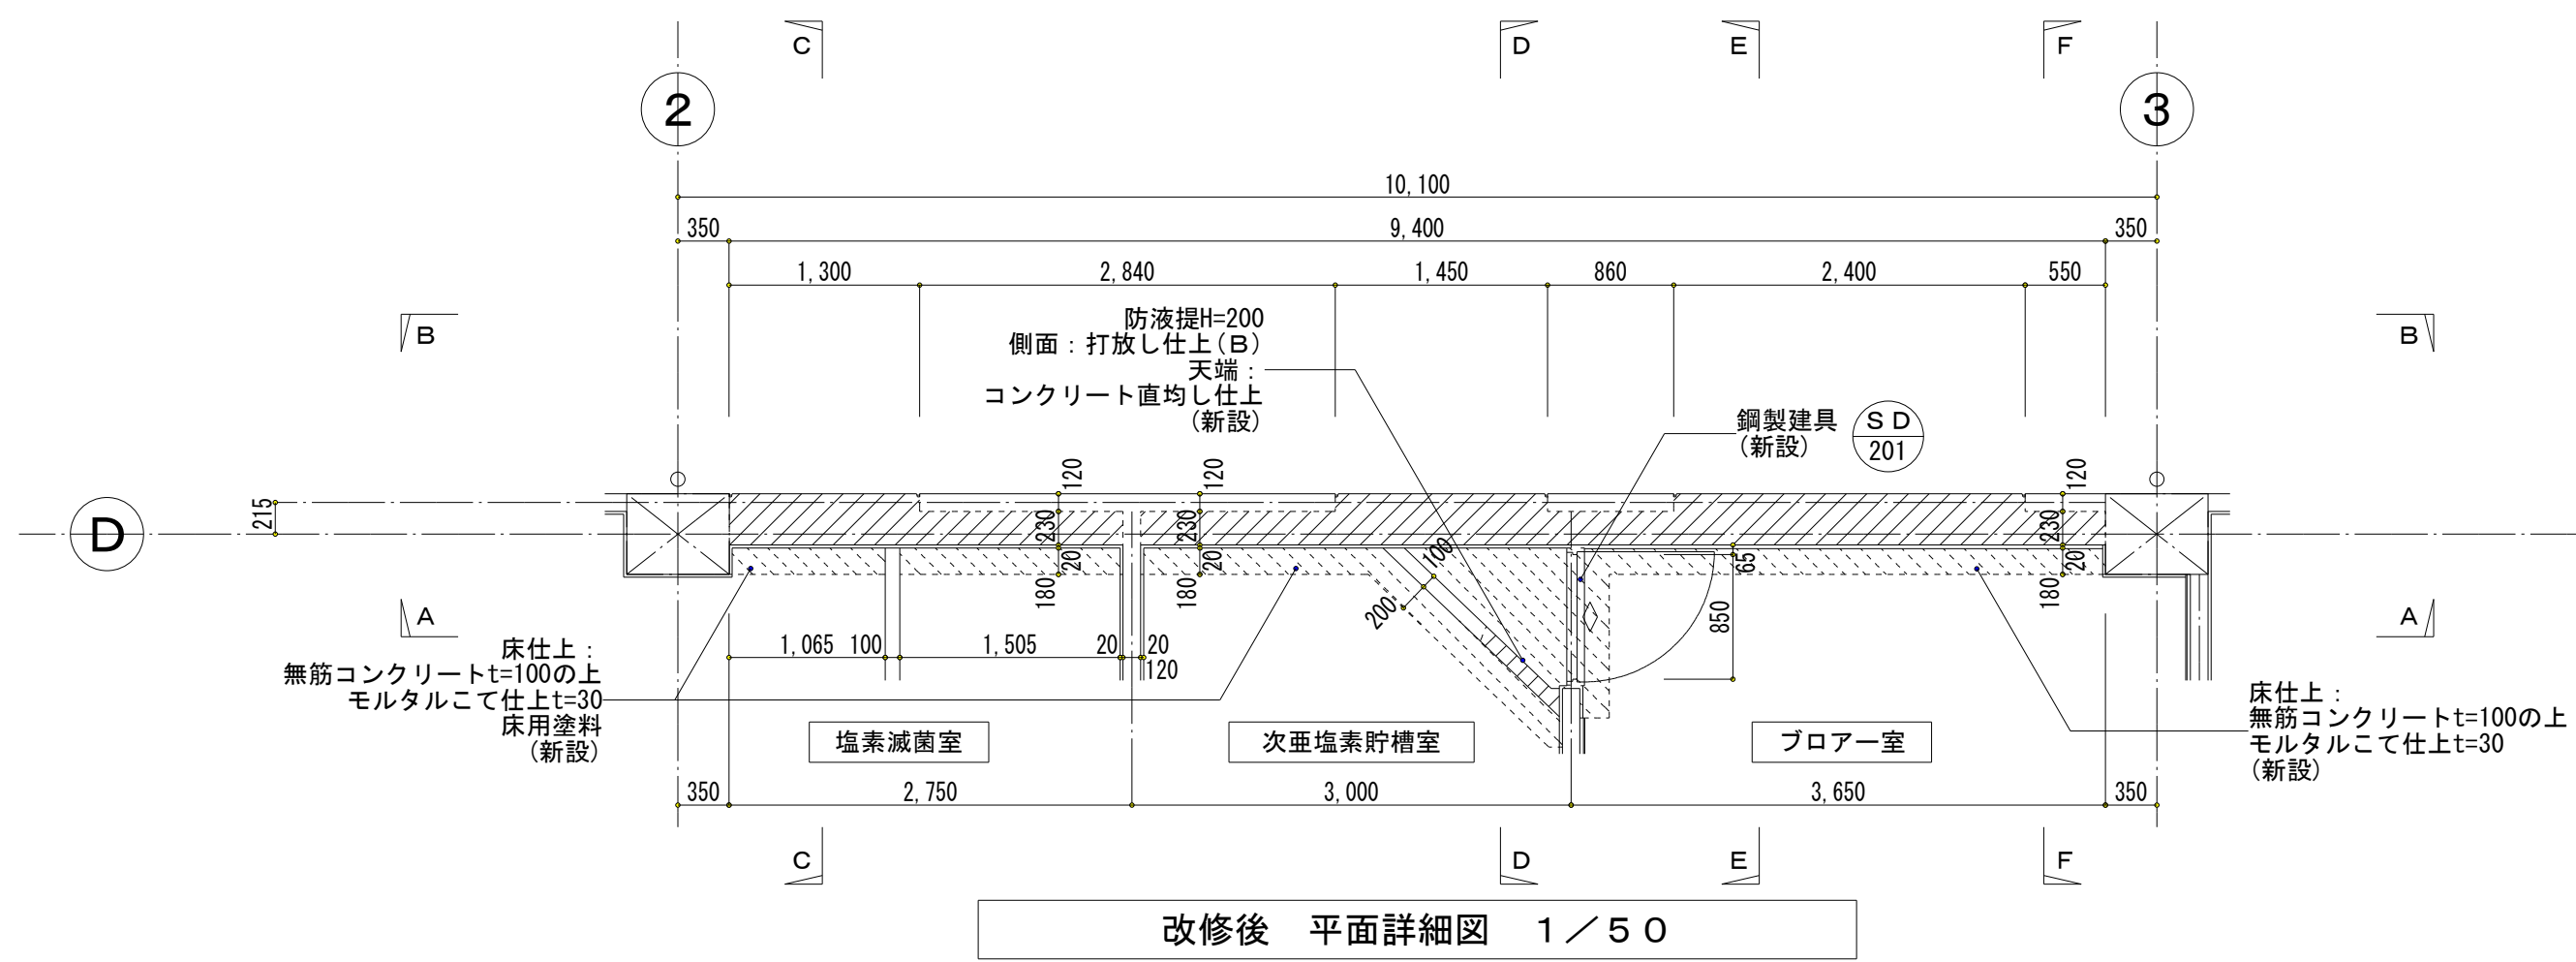 C
D
E
F
2
3
10,100
350
9,400
350
1,300
2,840
1,450
860
2,400
550
B
B
防液提H=200
側面：打放し仕上(B)
天端：
コンクリート直均し仕上
(新設)
鋼製建具
(新設)
SD
201
D
215
120
230
20
180
120
230
20
180
100
200
65
850
120
230
20
180
A
A
1,065
100
1,505
20
20
120
床仕上：
無筋コンクリートt=100の上
モルタルこて仕上t=30
床用塗料
(新設)
床仕上：
無筋コンクリートt=100の上
モルタルこて仕上t=30
(新設)
塩素滅菌室
次亜塩素貯槽室
ブロアー室
350
2,750
3,000
3,650
350
C
D
E
F
改修後　平面詳細図　1／50